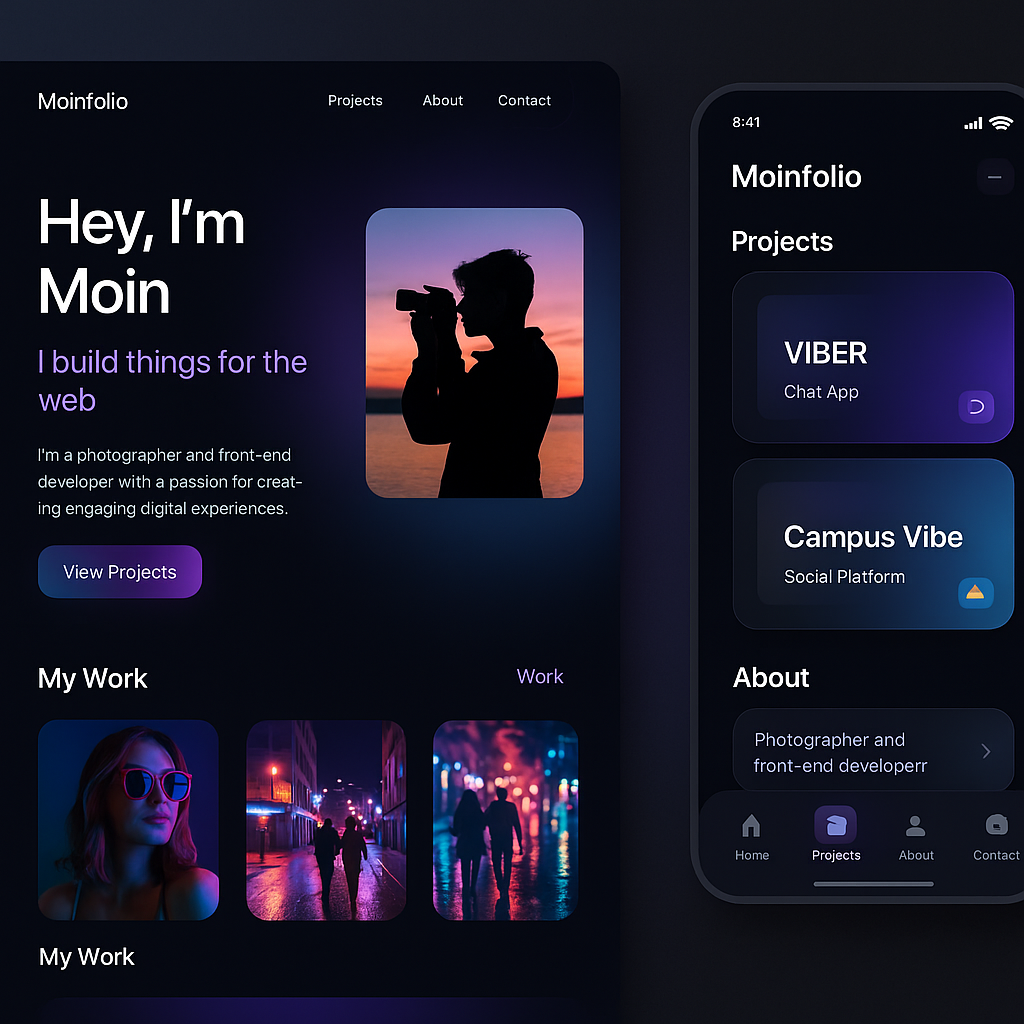 Moinfolio
Projects
About
Contact
Hey, I'm
Moin
I build things for the
web
I'm a photographer and front-end
developer with a passion for creat-
ing engaging digital experiences.
View Projects
My Work
Work
My Work
8:41
Moinfolio
Projects
VIBER
Chat App
Campus Vibe
Social Platform
About
Photographer and
front-end developerr
Home
Projects
About
Contact